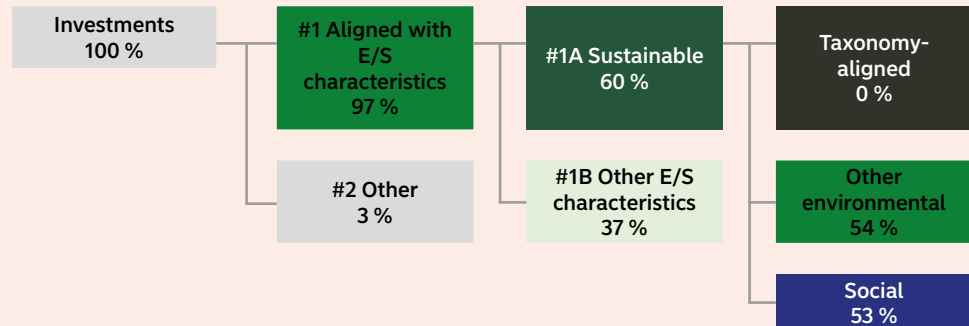 Investments
100 %
#1 Aligned with
E/S
characteristics
97 %
#1A Sustainable
60 %
Taxonomy-
aligned
0 %
#2 Other
3 %
#1B Other E/S
characteristics
37 %
Other
environmental
54 %
Social
53 %